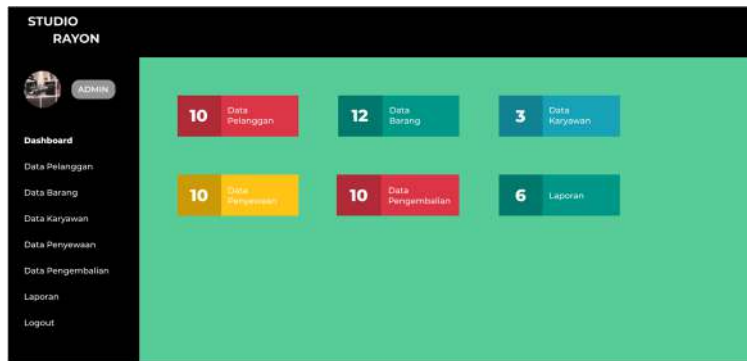 STUDIO
RAYON
ADMIN
Dashboard
Data Pelanggan
Data Barang
Data Karyawan
Data Penyewaan
Data Pengembalian
Laporan
Logout
10
Data
Pelanggan
12
Data
Barang
3
Data
Karyawan
10
Data
Penyewaan
10
Data
Pengembalian
6
Laporan